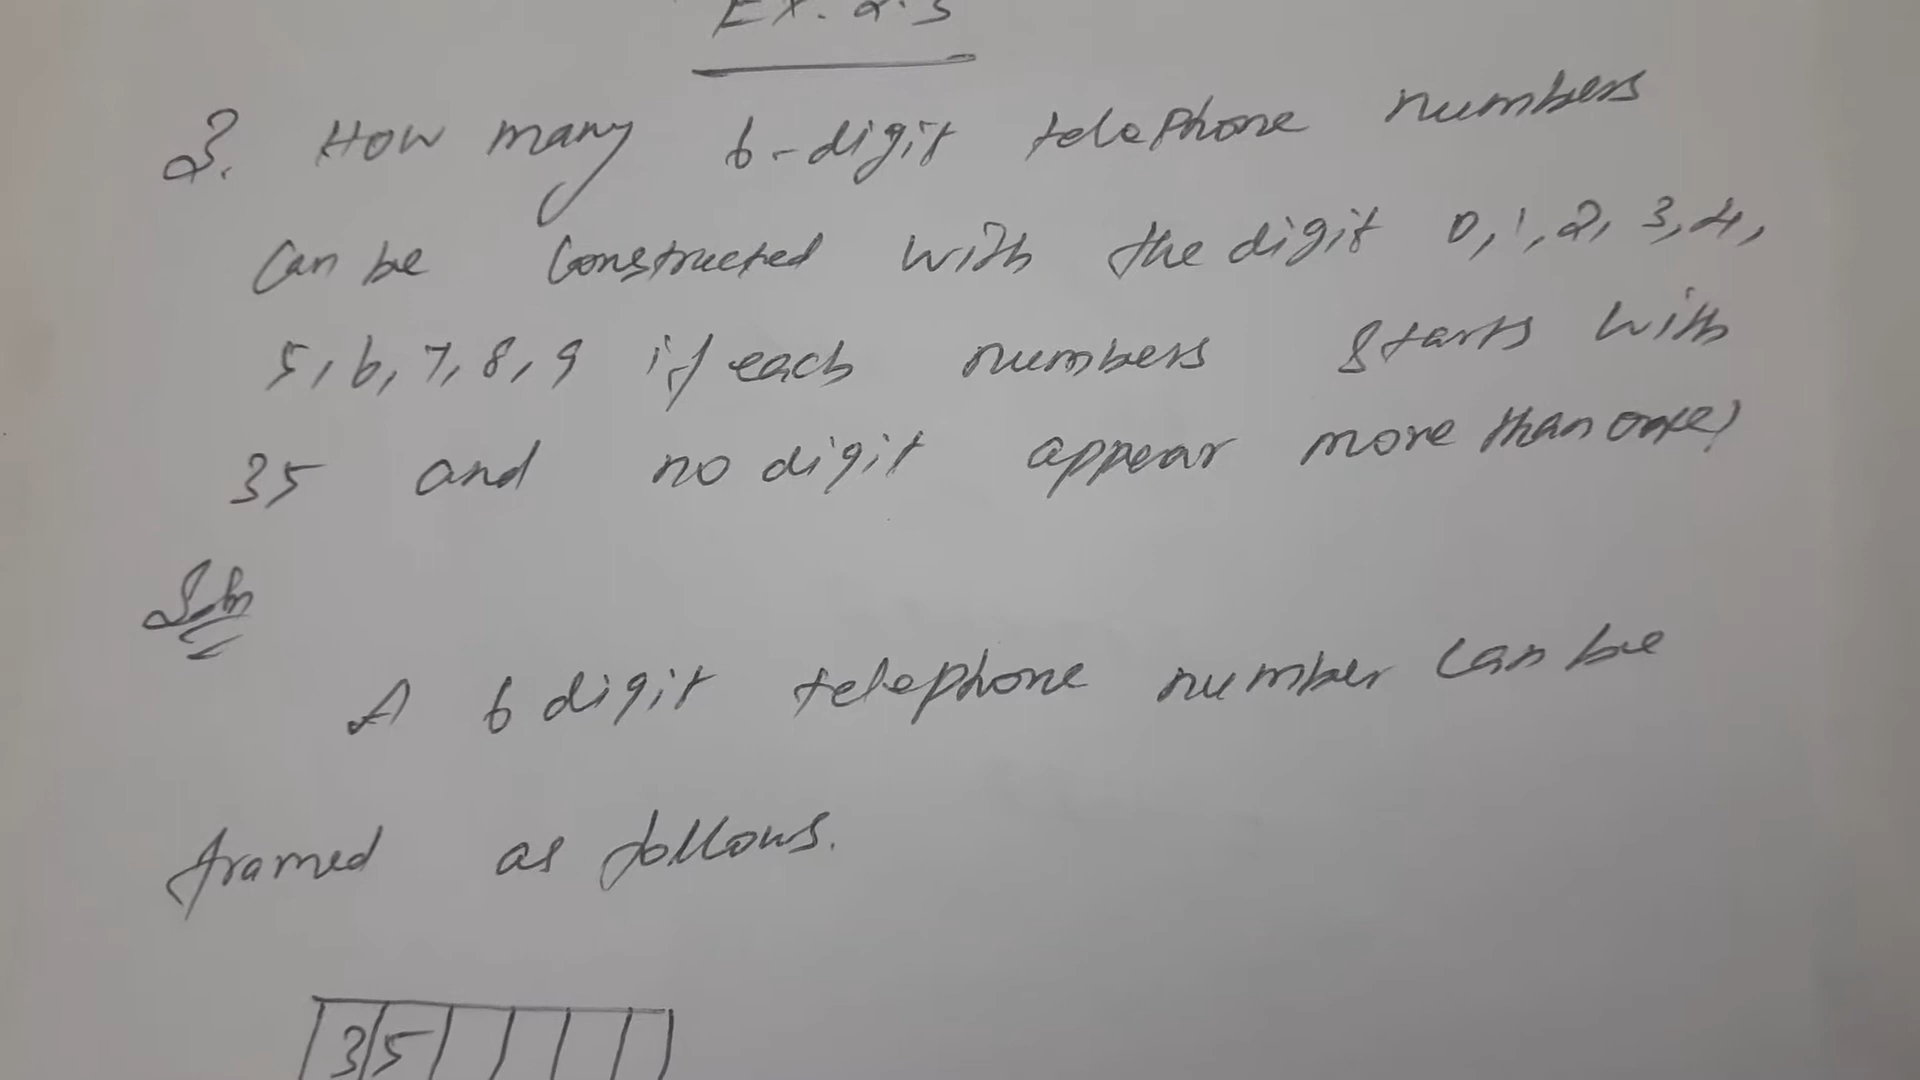 Ex. 2.3
2. How many 6-digit telephone numbers
can be constructed with the digit 0,1,2,3,4,
5,6,7,8,9 if each numbers starts with
35 and no digit appear more than once?
Soln
A 6 digit telephone number can be
framed as follows.
35